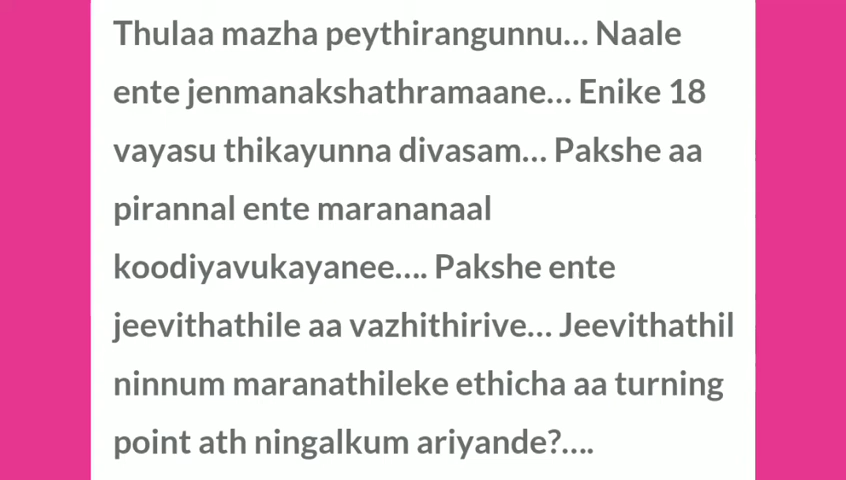 Thulaa mazha peythirangunnu... Naale
ente jenmanakshathramaane... Enike 18
vayasu thikayunna divasam... Pakshe aa
pirannal ente marananaal
koodiyavukayanee.... Pakshe ente
jeevithathile aa vazhithirive... Jeevithathil
ninnum maranathileke ethicha aa turning
point ath ningalkum ariyande?....